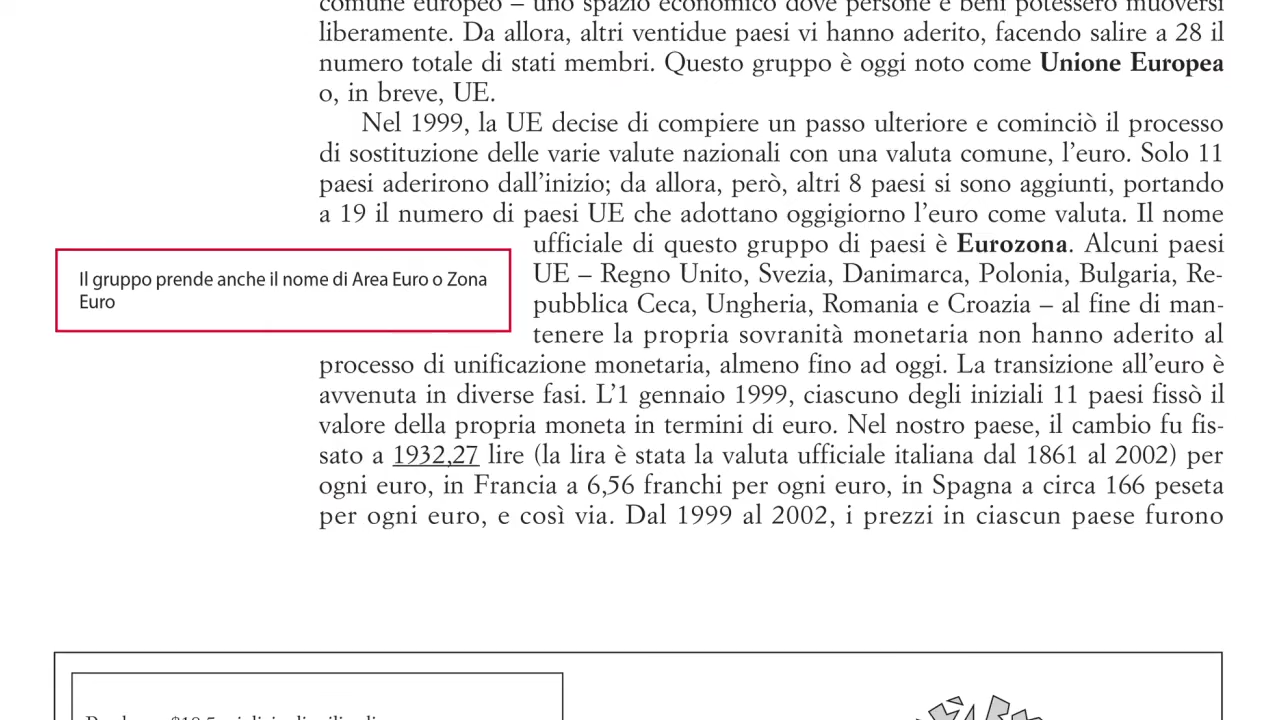 comune europeo – uno spazio economico dove persone e beni potessero muoversi
liberamente. Da allora, altri ventidue paesi vi hanno aderito, facendo salire a 28 il
numero totale di stati membri. Questo gruppo è oggi noto come Unione Europea
o, in breve, UE.
Nel 1999, la UE decise di compiere un passo ulteriore e cominciò il processo
di sostituzione delle varie valute nazionali con una valuta comune, l’euro. Solo 11
paesi aderirono dall’inizio; da allora, però, altri 8 paesi si sono aggiunti, portando
a 19 il numero di paesi UE che adottano oggigiorno l’euro come valuta. Il nome
ufficiale di questo gruppo di paesi è Eurozona. Alcuni paesi
UE – Regno Unito, Svezia, Danimarca, Polonia, Bulgaria, Re-
pubblica Ceca, Ungheria, Romania e Croazia – al fine di man-
tenere la propria sovranità monetaria non hanno aderito al
processo di unificazione monetaria, almeno fino ad oggi. La transizione all’euro è
avvenuta in diverse fasi. L’1 gennaio 1999, ciascuno degli iniziali 11 paesi fissò il
valore della propria moneta in termini di euro. Nel nostro paese, il cambio fu fis-
sato a 1932,27 lire (la lira è stata la valuta ufficiale italiana dal 1861 al 2002) per
ogni euro, in Francia a 6,56 franchi per ogni euro, in Spagna a circa 166 peseta
per ogni euro, e così via. Dal 1999 al 2002, i prezzi in ciascun paese furono
Il gruppo prende anche il nome di Area Euro o Zona
Euro